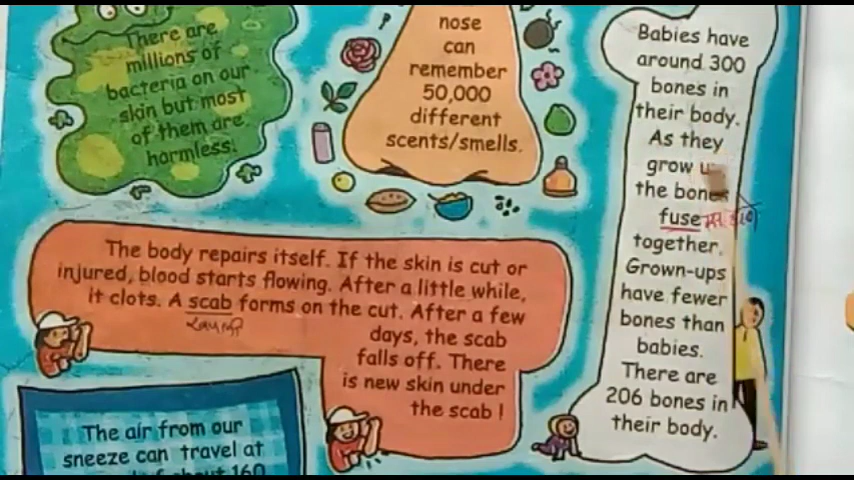 There are
millions of
bacteria on our
skin but most
of them are
harmless!
nose
can
remember
50,000
different
scents/smells.
Babies have
around 300
bones in
their body.
As they
grow
the bones
fuse
together.
Grown-ups
have fewer
bones than
babies.
There are
206 bones in
their body.
The body repairs itself. If the skin is cut or
injured, blood starts flowing. After a little while,
it clots. A scab forms on the cut. After a few
days, the scab
falls off. There
is new skin under
the scab !
The air from our
sneeze can travel at
of about 160